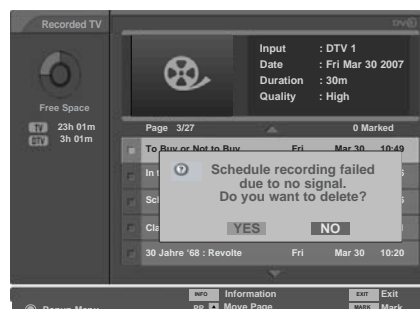 Recorded TV
Input : DTV 1
Date : Fri Mar 30 2007
Duration : 30m
Quality : High
Free Space
TV 23h 01m
DTV 3h 01m
Page 3/27
0 Marked
To Buy or Not to Buy Fri Mar 30 10:49
Schedule recording failed
due to no signal.
Do you want to delete?
YES NO
30 Jahre '68 : Revolte Fri Mar 30 10:20
INFO Information EXIT Exit
Popup Menu PR Move Page MARK Mark